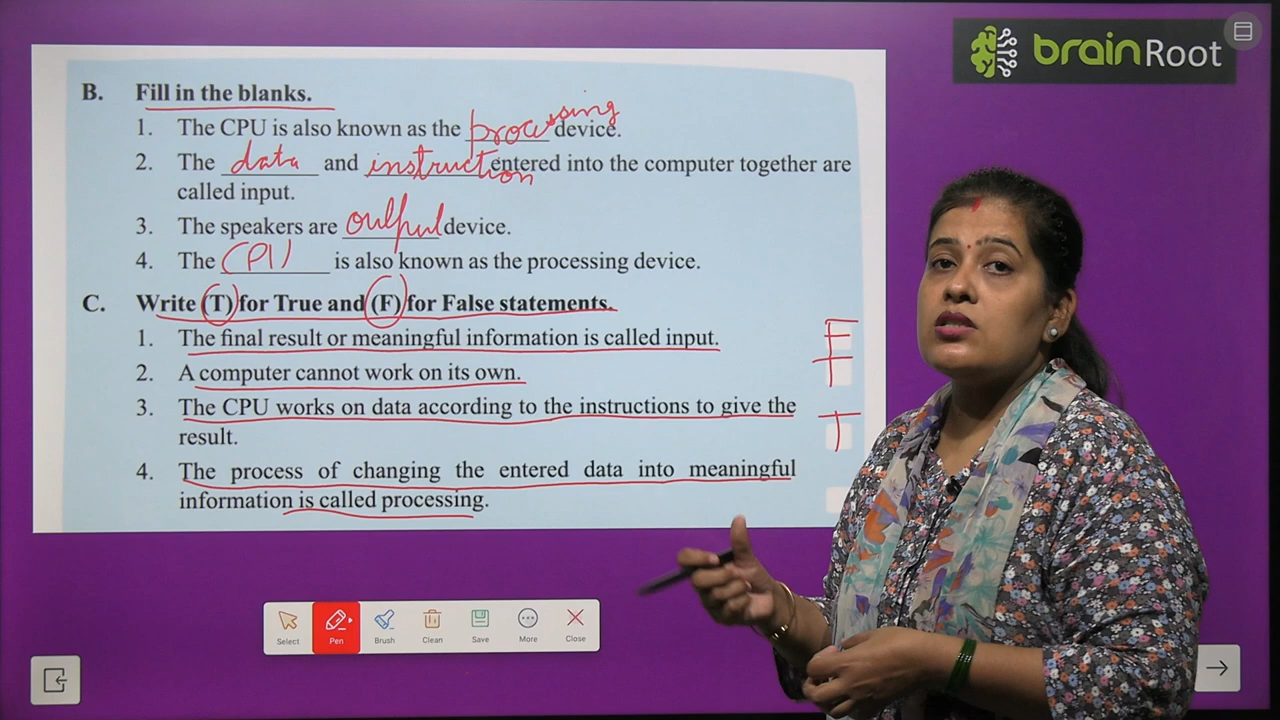 brainRoot
B. Fill in the blanks.
1. The CPU is also known as the processing device.
2. The data and instruction entered into the computer together are
called input.
3. The speakers are output device.
4. The CPU is also known as the processing device.
C. Write (T) for True and (F) for False statements.
1. The final result or meaningful information is called input. F
2. A computer cannot work on its own. T
3. The CPU works on data according to the instructions to give the T
result.
4. The process of changing the entered data into meaningful
information is called processing.
Select Pen Brush Clean Save More Close